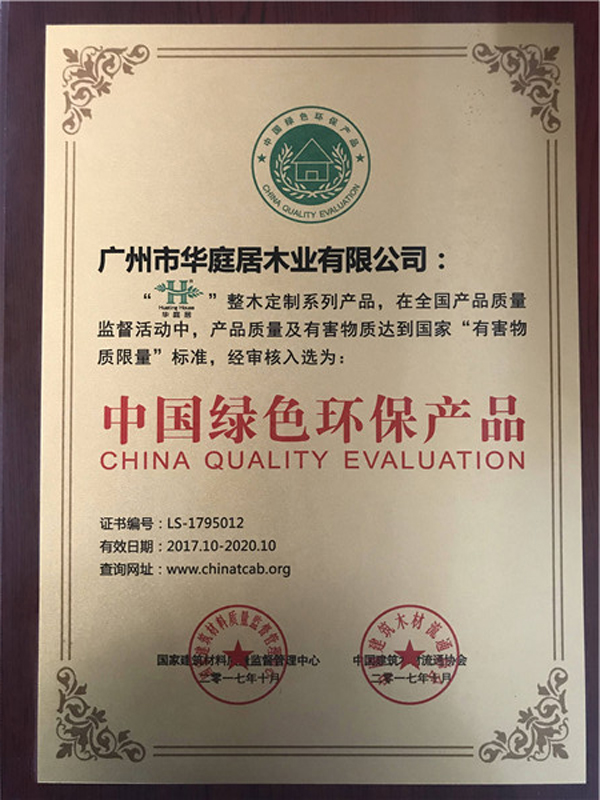 中国绿色环保产品
CHINA QUALITY EVALUATION
广州市华庭居木业有限公司：
“H Huating House 华庭居”整木定制系列产品，在全国产品质量
监督活动中，产品质量及有害物质达到国家“有害物
质限量”标准，经审核入选为：
中国绿色环保产品
CHINA QUALITY EVALUATION
证书编号：LS-1795012
有效日期：2017.10-2020.10
查询网址：www.chinatcab.org
国家建筑材料质量监督管理中心
二零一七年十月
中国建筑木材流通协会
二零一七年十月